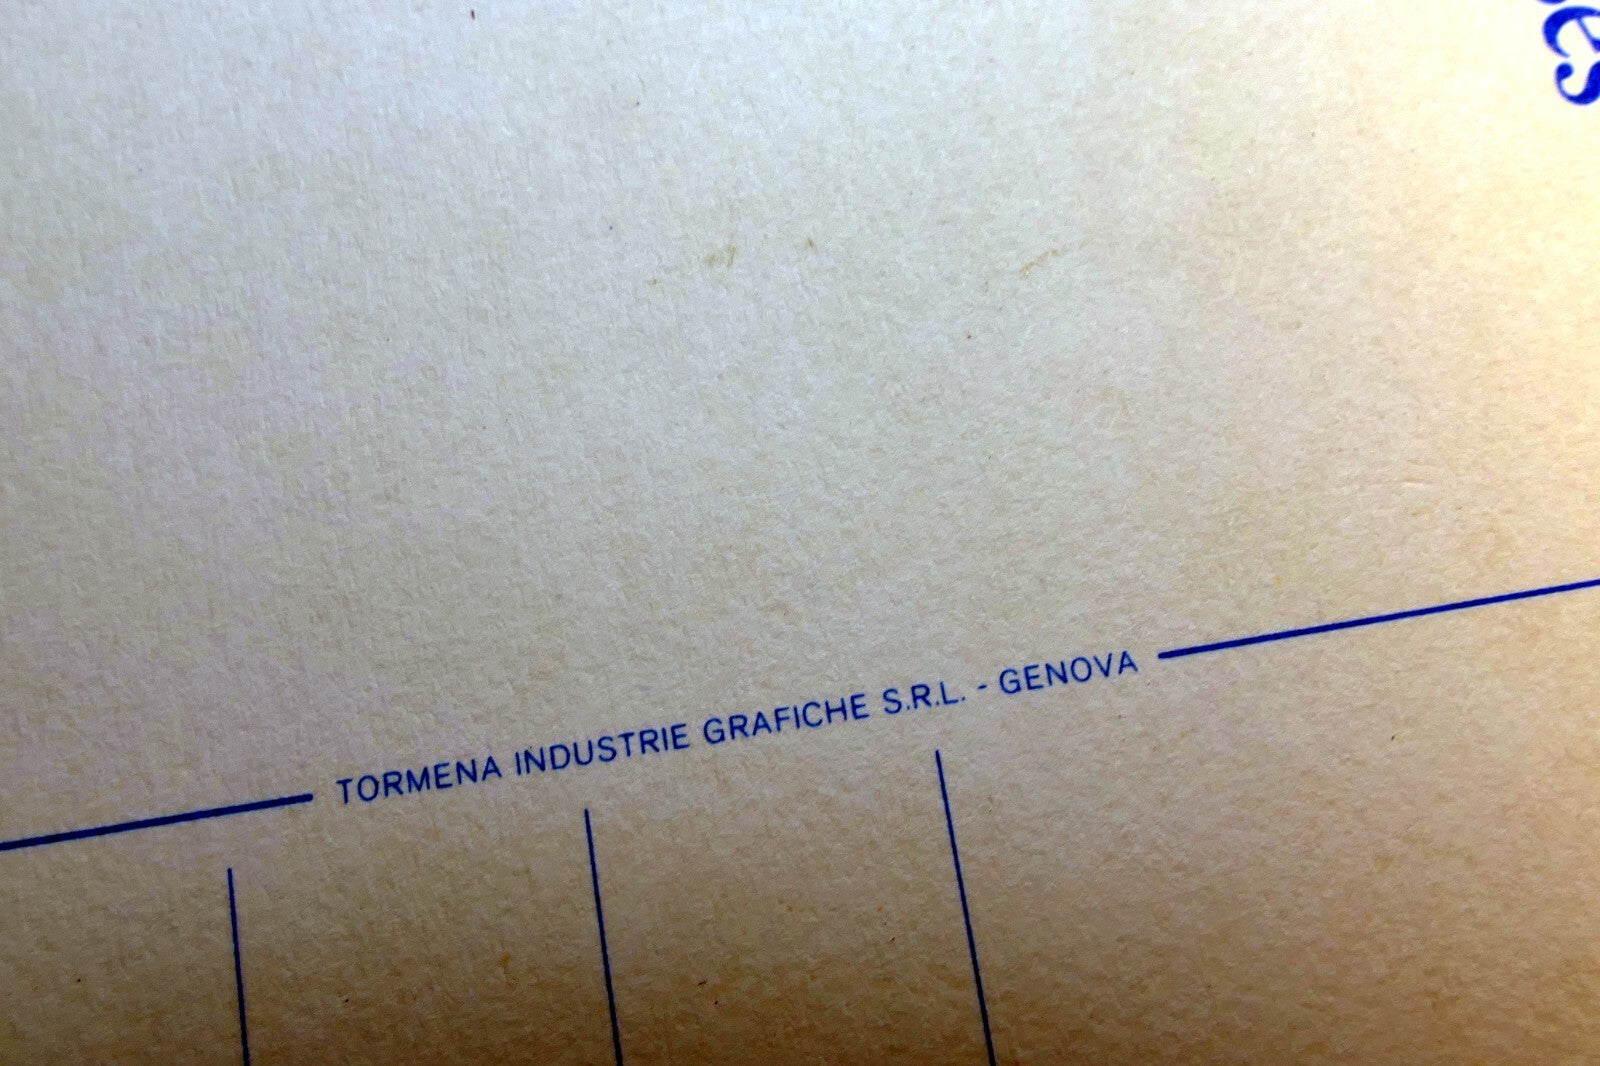 TORMENA INDUSTRIE GRAFICHE S.R.L. - GENOVA